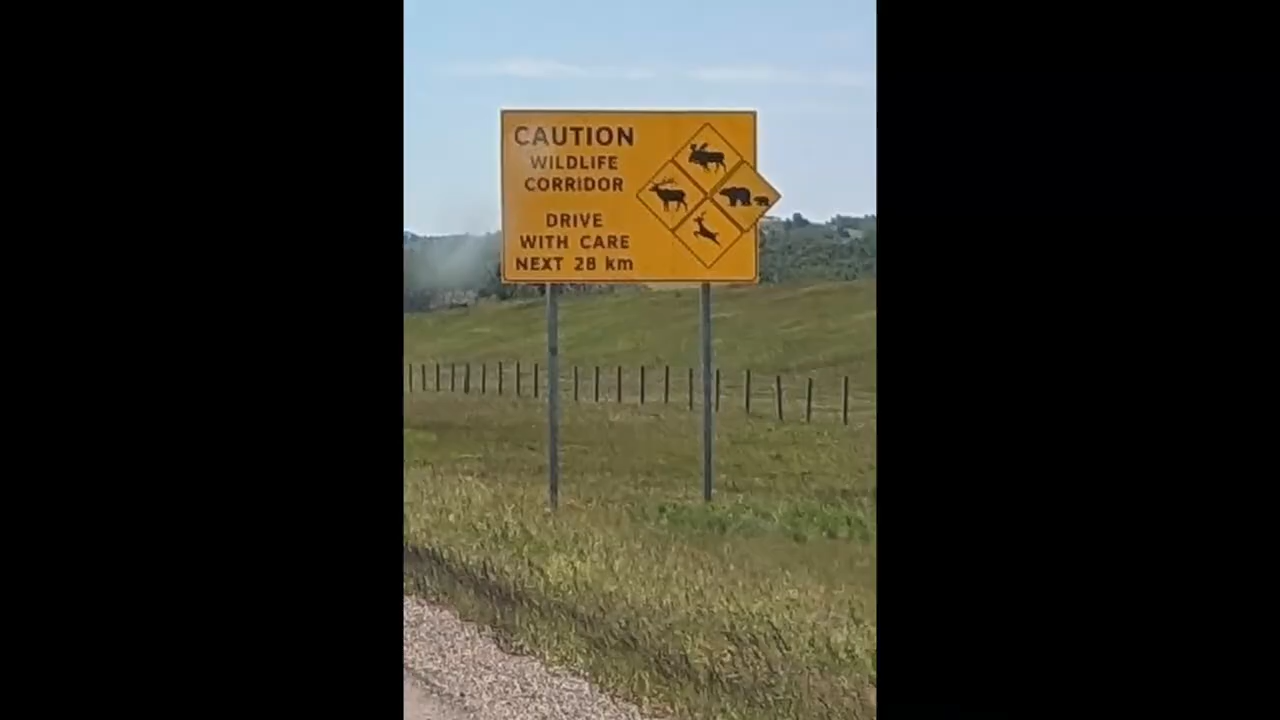 CAUTION
WILDLIFE
CORRIDOR
DRIVE
WITH CARE
NEXT 28 km